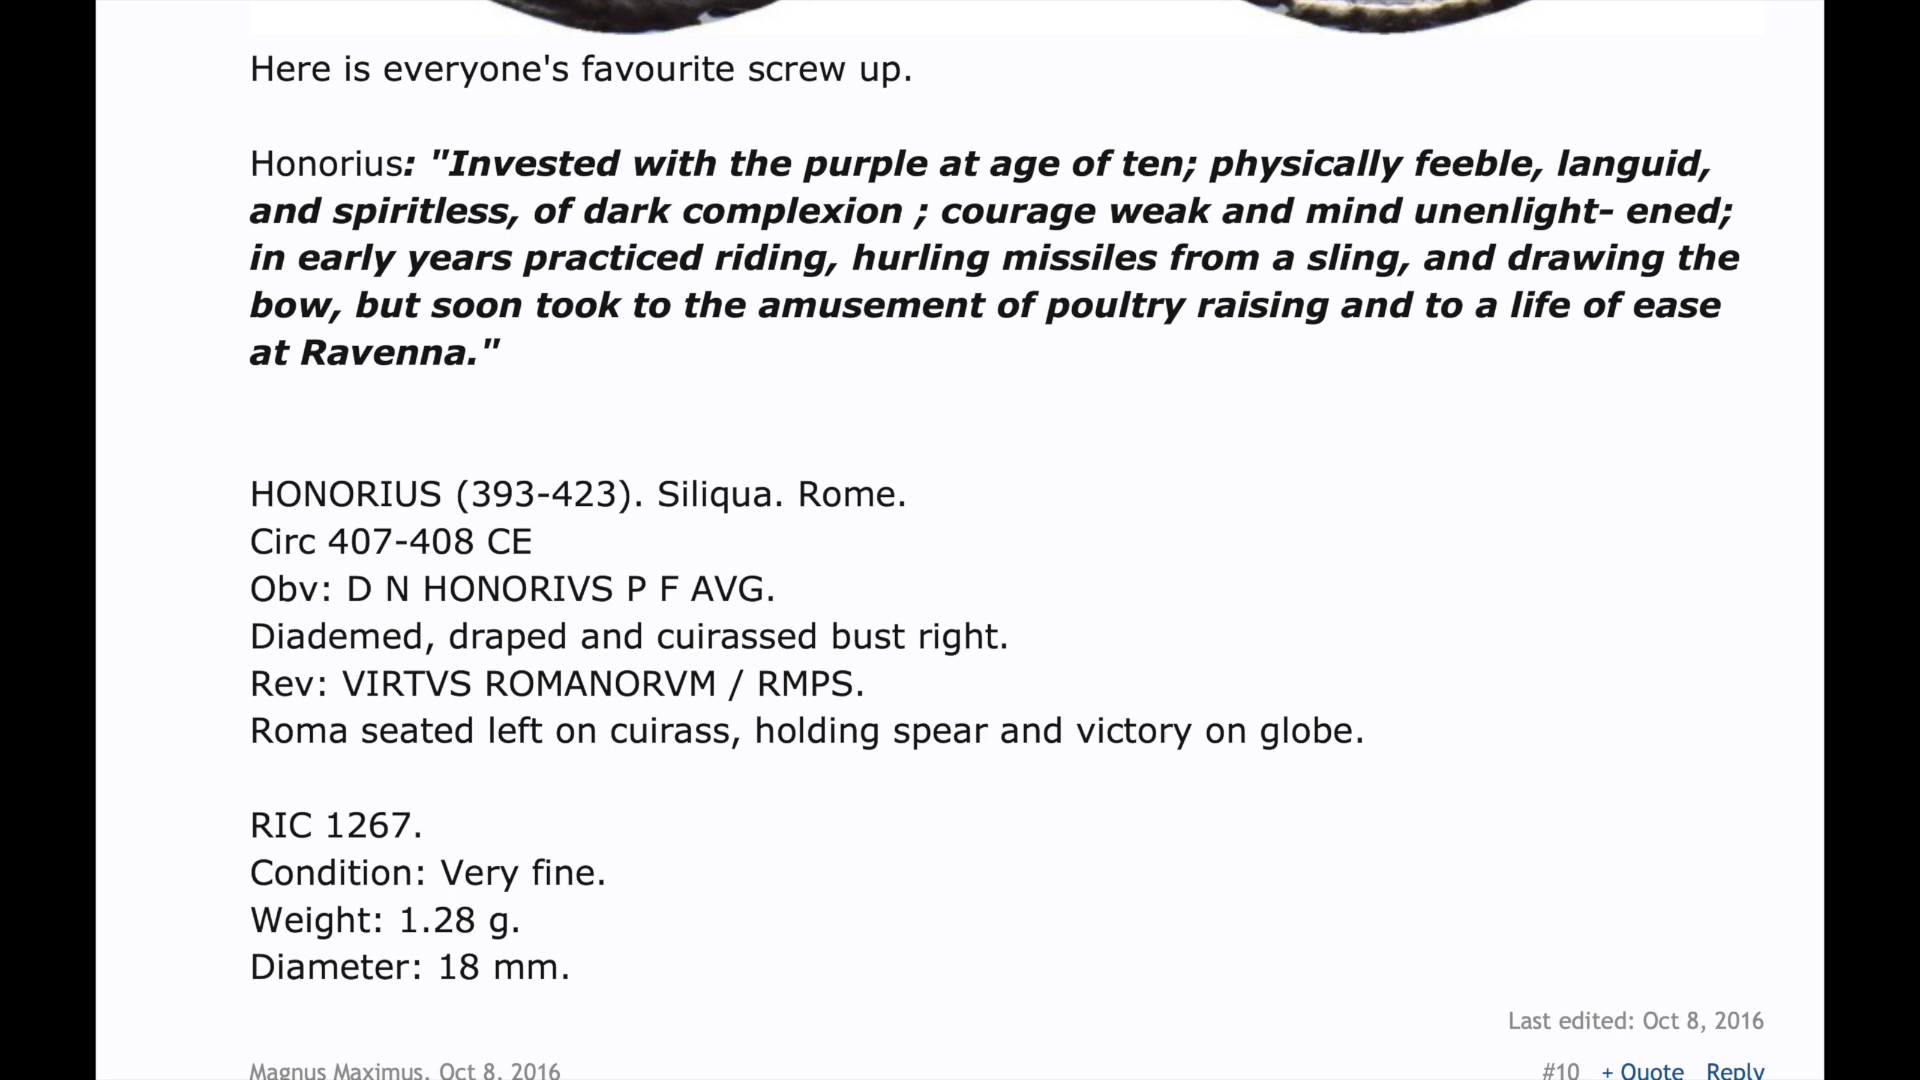 Here is everyone's favourite screw up.
Honorius: "Invested with the purple at age of ten; physically feeble, languid,
and spiritless, of dark complexion ; courage weak and mind unenlight- ened;
in early years practiced riding, hurling missiles from a sling, and drawing the
bow, but soon took to the amusement of poultry raising and to a life of ease
at Ravenna."
HONORIUS (393-423). Siliqua. Rome.
Circ 407-408 CE
Obv: D N HONORIVS P F AVG.
Diademed, draped and cuirassed bust right.
Rev: VIRTVS ROMANORVM / RMPS.
Roma seated left on cuirass, holding spear and victory on globe.
RIC 1267.
Condition: Very fine.
Weight: 1.28 g.
Diameter: 18 mm.
Last edited: Oct 8, 2016
Magnus Maximus, Oct 8, 2016 #10 + Quote Reply